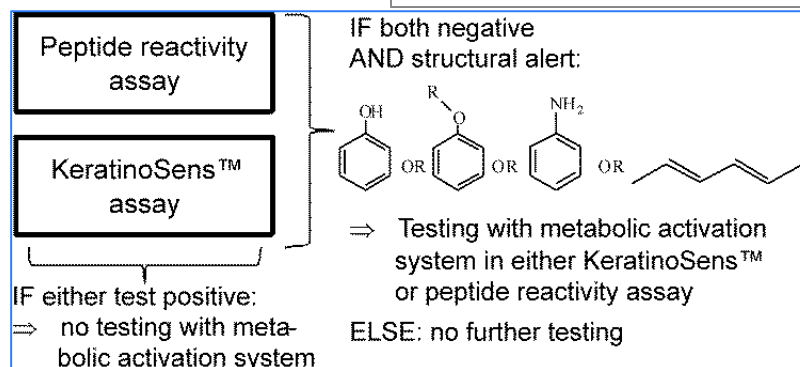 Peptide reactivity
assay
KeratinoSens™
assay
IF either test positive:
⇒ no testing with meta-
bolic activation system
IF both negative
AND structural alert:
OH
OR
R
O
OR
NH₂
OR
⇒ Testing with metabolic activation
system in either KeratinoSens™
or peptide reactivity assay
ELSE: no further testing